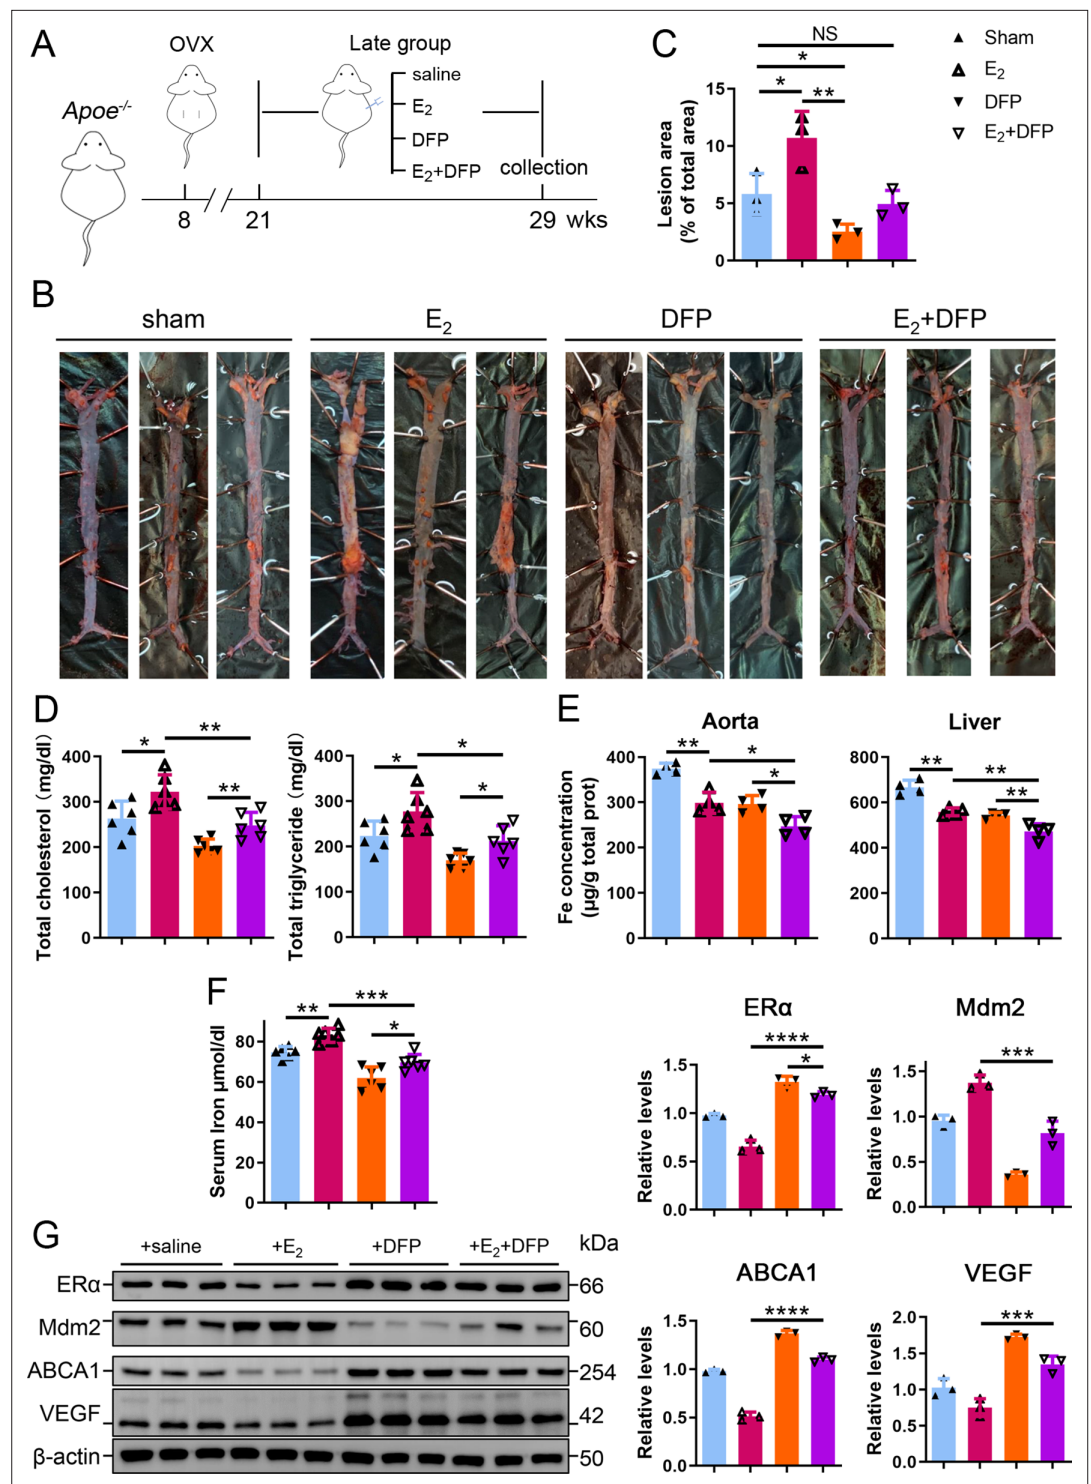 A
OVX
Late group
Apoe-/-
saline
E2
DFP
E2+DFP
collection
8
21
29 wks
C
NS
*
*
**
Lesion area
(% of total area)
15
10
5
0
Sham
E2
DFP
E2+DFP
B
sham
E2
DFP
E2+DFP
D
Total cholesterol (mg/dl)
400
300
200
100
0
*
**
**
Total triglyceride (mg/dl)
400
300
200
100
0
*
*
*
E
Aorta
Fe concentration
(μg/g total prot)
400
300
200
100
0
**
*
*
Liver
800
600
400
200
0
**
**
**
F
Serum Iron μmol/dl
80
60
40
20
0
**
***
*
ERα
Relative levels
1.5
1.0
0.5
0.0
****
*
Mdm2
Relative levels
1.5
1.0
0.5
0.0
***
G
+saline
+E2
+DFP
+E2+DFP
kDa
ERα
66
Mdm2
60
ABCA1
254
VEGF
42
β-actin
50
ABCA1
Relative levels
1.5
1.0
0.5
0.0
****
VEGF
Relative levels
2.0
1.5
1.0
0.5
0.0
***